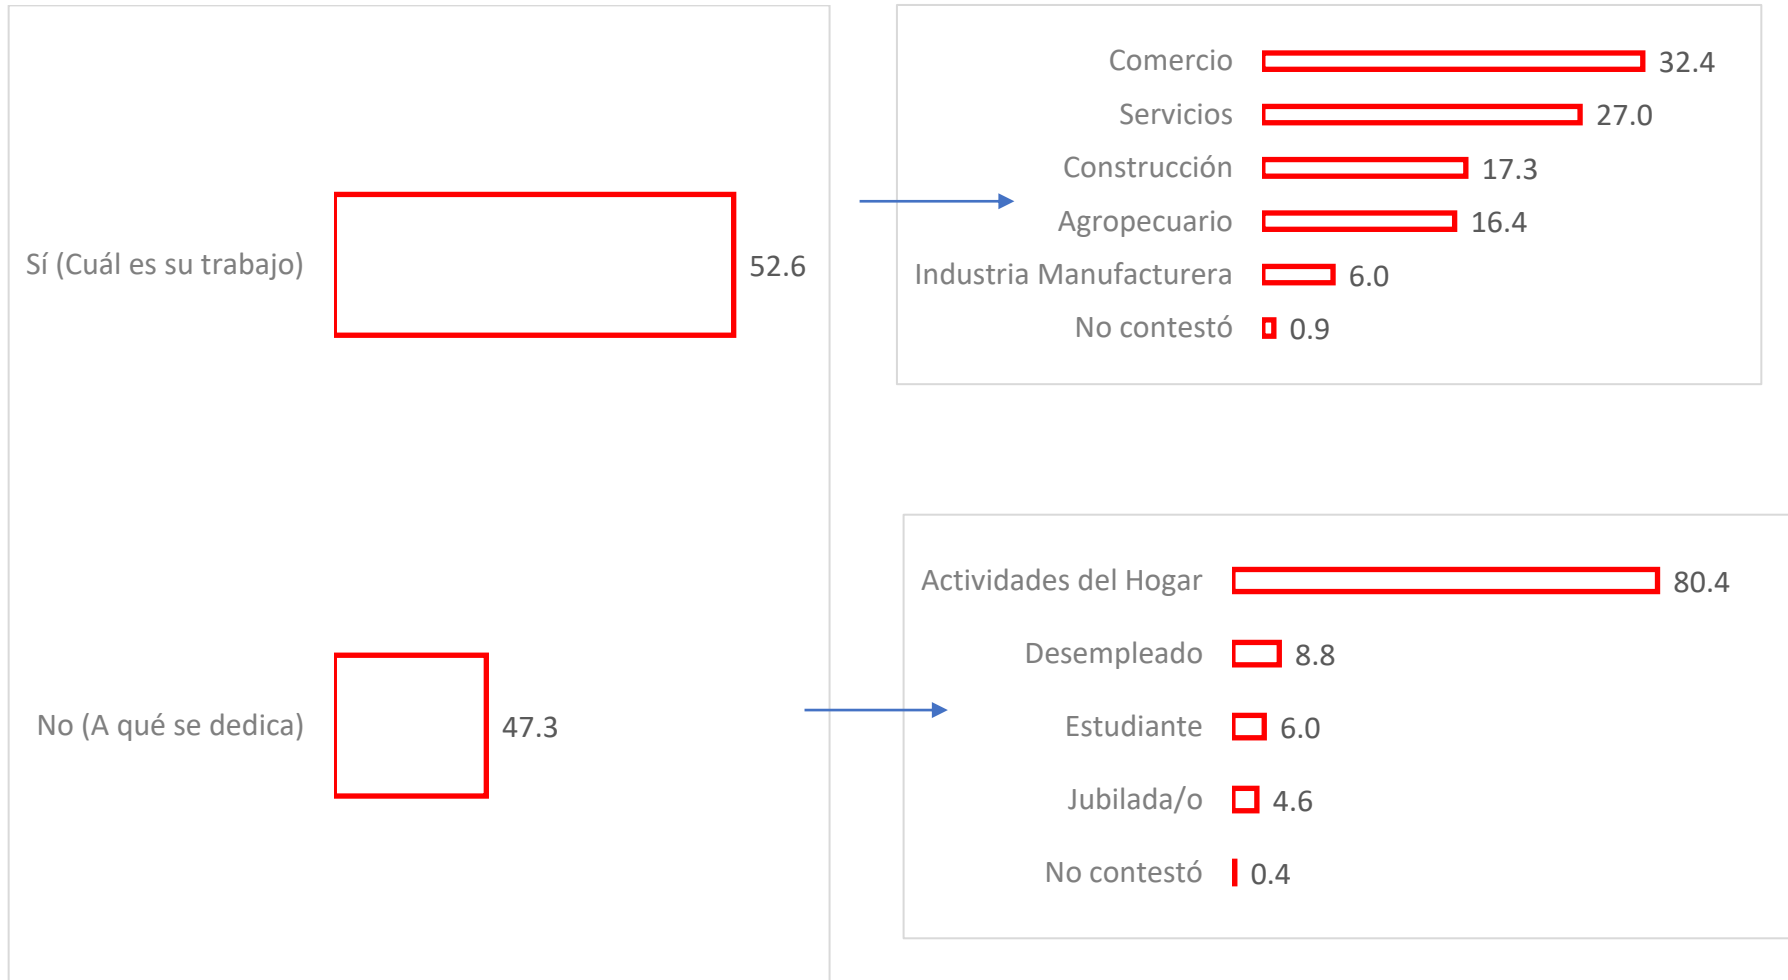 Sí (Cuál es su trabajo) 52.6
No (A qué se dedica) 47.3
Comercio 32.4
Servicios 27.0
Construcción 17.3
Agropecuario 16.4
Industria Manufacturera 6.0
No contestó 0.9
Actividades del Hogar 80.4
Desempleado 8.8
Estudiante 6.0
Jubilada/o 4.6
No contestó 0.4